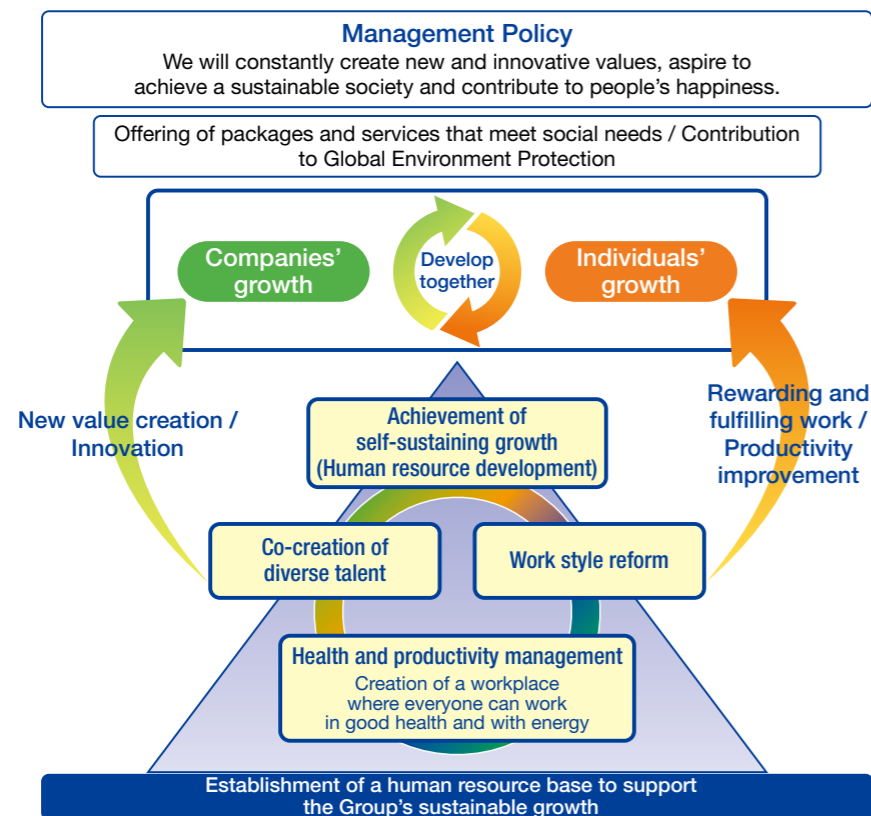 Management Policy
We will constantly create new and innovative values, aspire to
achieve a sustainable society and contribute to people’s happiness.
Offering of packages and services that meet social needs / Contribution
to Global Environment Protection
Companies’
growth
Develop
together
Individuals’
growth
New value creation /
Innovation
Rewarding and
fulfilling work /
Productivity
improvement
Achievement of
self-sustaining growth
(Human resource development)
Co-creation of
diverse talent
Work style reform
Health and productivity management
Creation of a workplace
where everyone can work
in good health and with energy
Establishment of a human resource base to support
the Group’s sustainable growth